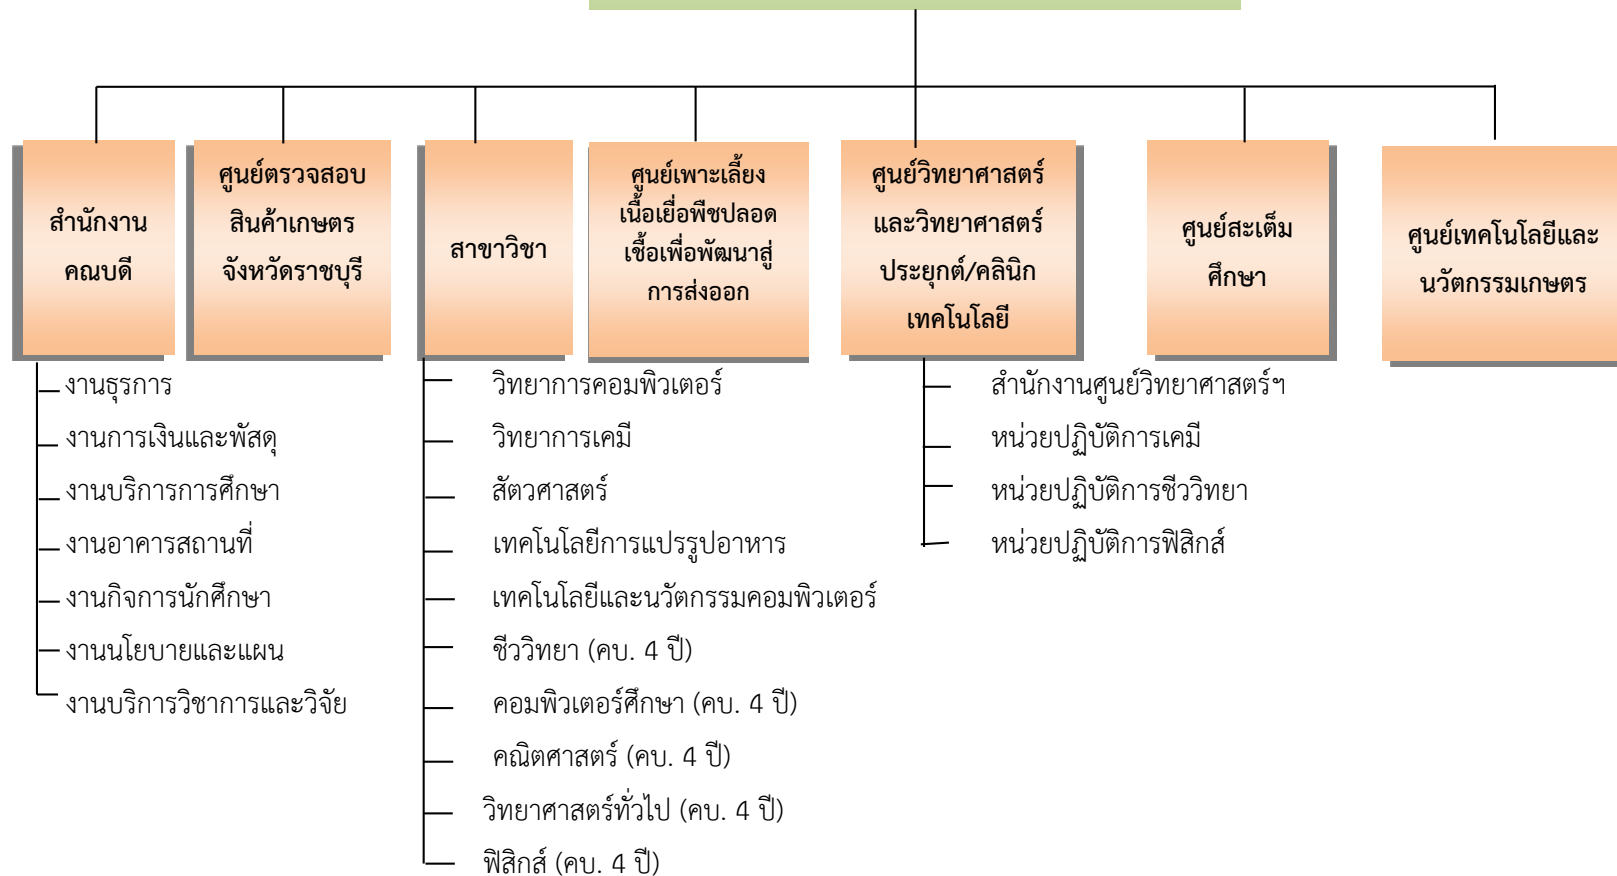 สำนักงาน
คณบดี
ศูนย์ตรวจสอบ
สินค้าเกษตร
จังหวัดราชบุรี
สาขาวิชา
ศูนย์เพาะเลี้ยง
เนื้อเยื่อพืชปลอด
เชื้อเพื่อพัฒนาสู่
การส่งออก
ศูนย์วิทยาศาสตร์
และวิทยาศาสตร์
ประยุกต์/คลินิก
เทคโนโลยี
ศูนย์สะเต็ม
ศึกษา
ศูนย์เทคโนโลยีและ
นวัตกรรมเกษตร
งานธุรการ
งานการเงินและพัสดุ
งานบริการการศึกษา
งานอาคารสถานที่
งานกิจการนักศึกษา
งานนโยบายและแผน
งานบริการวิชาการและวิจัย
วิทยาการคอมพิวเตอร์
วิทยาการเคมี
สัตวศาสตร์
เทคโนโลยีการแปรรูปอาหาร
เทคโนโลยีและนวัตกรรมคอมพิวเตอร์
ชีววิทยา (คบ. 4 ปี)
คอมพิวเตอร์ศึกษา (คบ. 4 ปี)
คณิตศาสตร์ (คบ. 4 ปี)
วิทยาศาสตร์ทั่วไป (คบ. 4 ปี)
ฟิสิกส์ (คบ. 4 ปี)
สำนักงานศูนย์วิทยาศาสตร์ฯ
หน่วยปฏิบัติการเคมี
หน่วยปฏิบัติการชีววิทยา
หน่วยปฏิบัติการฟิสิกส์